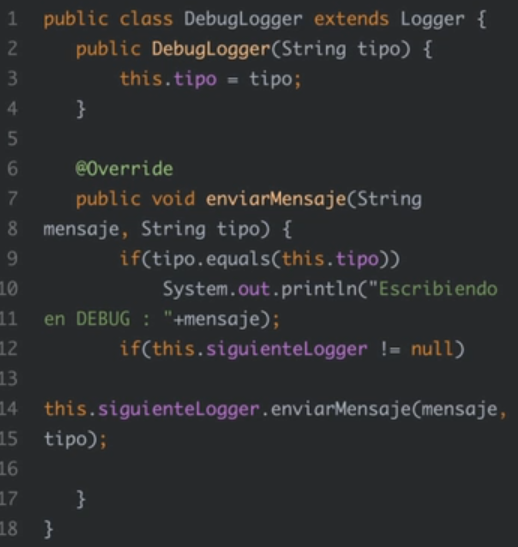 1 public class DebugLogger extends Logger {
2 public DebugLogger(String tipo) {
3 this.tipo = tipo;
4 }
5
6 @Override
7 public void enviarMensaje(String
8 mensaje, String tipo) {
9 if(tipo.equals(this.tipo))
10 System.out.println("Escribiendo
11 en DEBUG : "+mensaje);
12 if(this.siguienteLogger != null)
13
14 this.siguienteLogger.enviarMensaje(mensaje,
15 tipo);
16
17 }
18 }